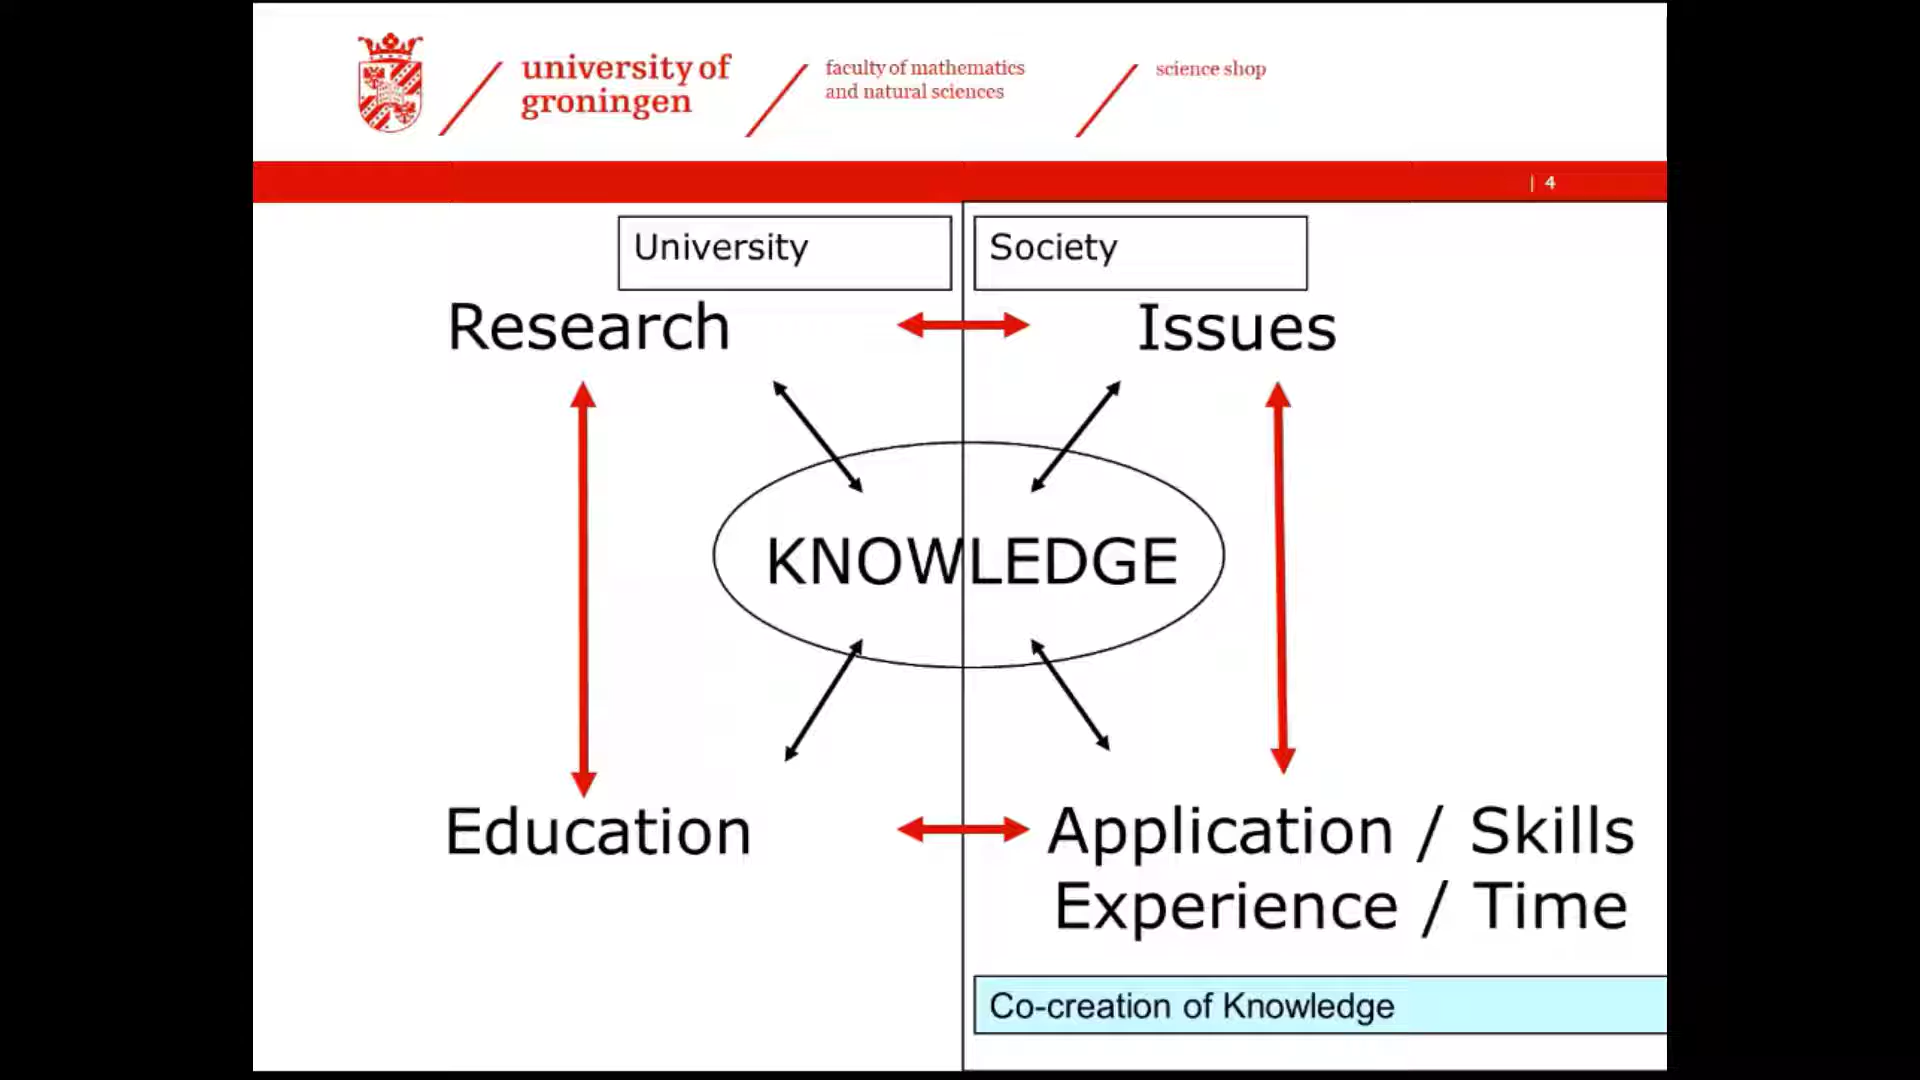 university of
groningen
faculty of mathematics
and natural sciences
science shop
| 4
University
Society
Research
Issues
KNOWLEDGE
Education
Application / Skills
Experience / Time
Co-creation of Knowledge